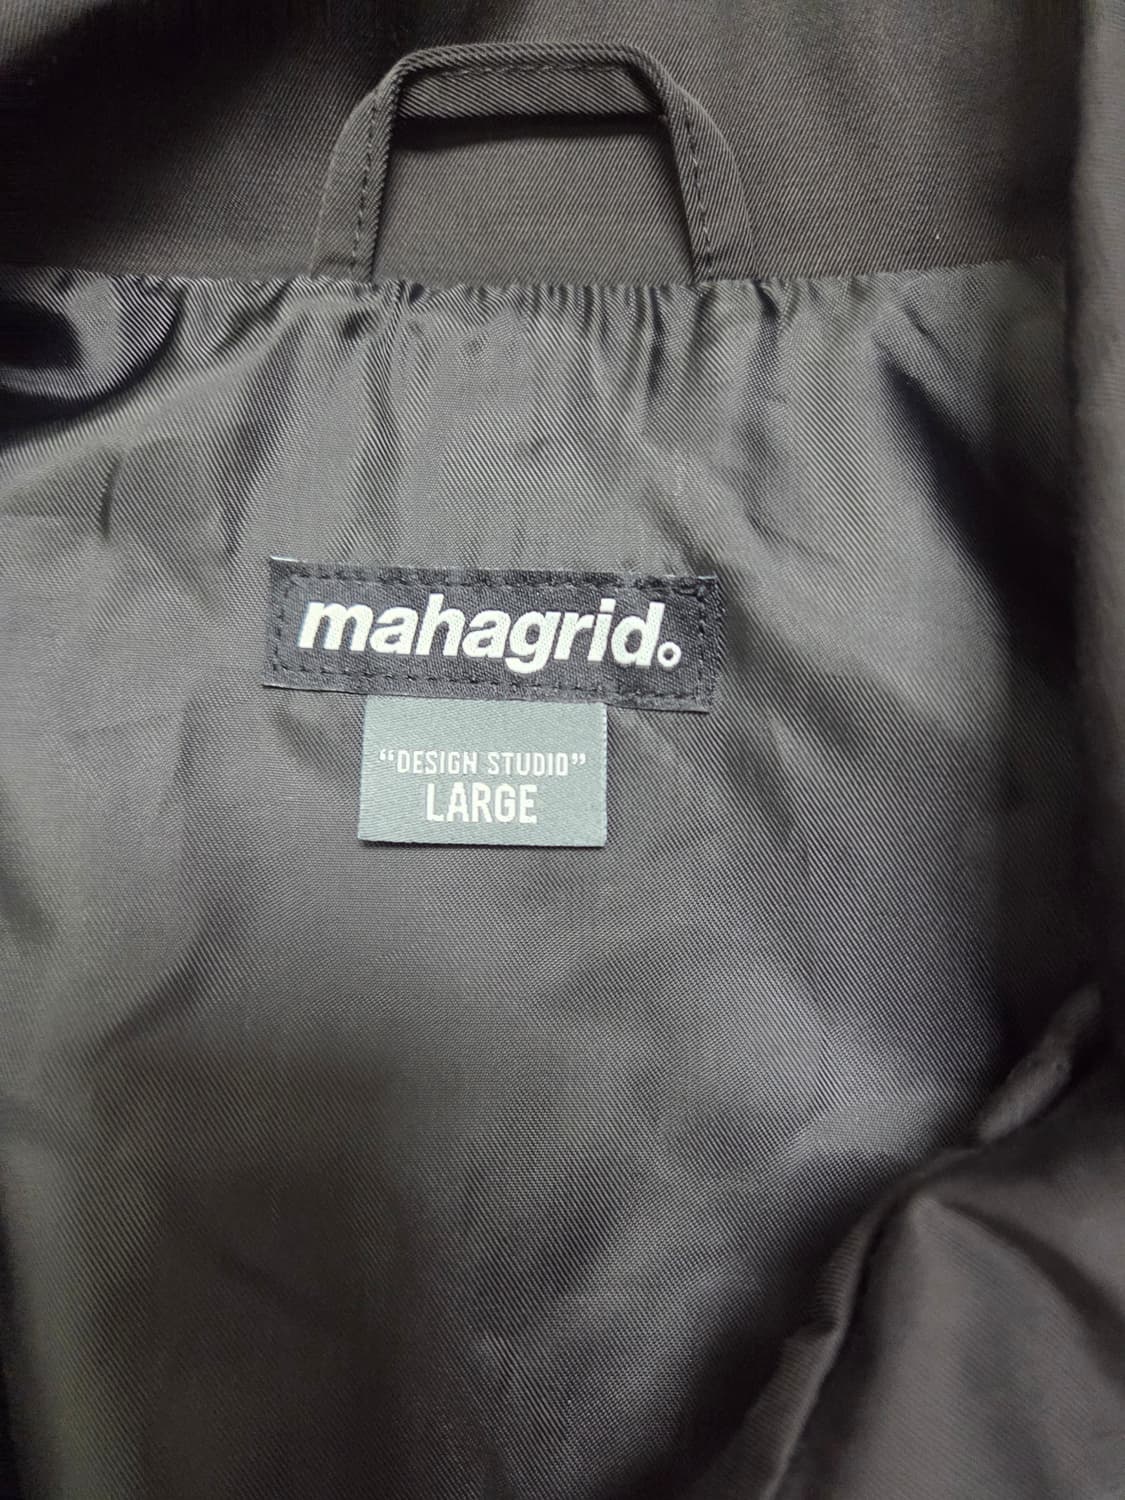 mahagrid.
“DESIGN STUDIO”
LARGE